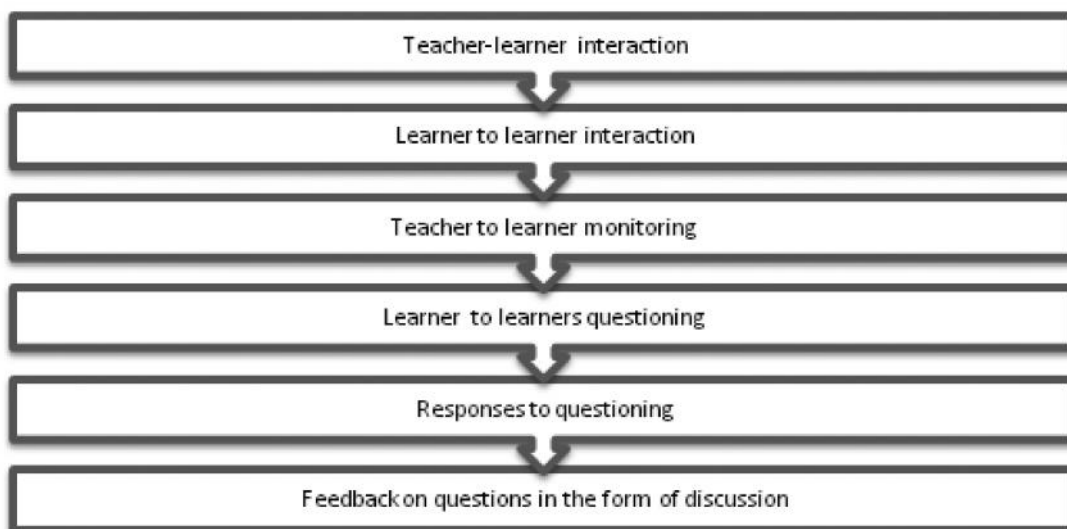 Teacher-learner interaction
Learner to learner interaction
Teacher to learner monitoring
Learner to learners questioning
Responses to questioning
Feedback on questions in the form of discussion